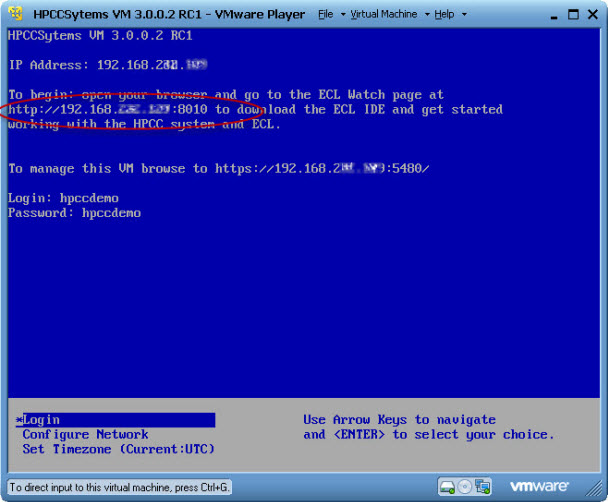 HPCCSytems VM 3.0.0.2 RC1 - VMware Player File Virtual Machine Help
HPCCSytems VM 3.0.0.2 RC1
IP Address: 192.168.
To begin: open your browser and go to the ECL Watch page at
http://192.168. :8010 to download the ECL IDE and get started
working with the HPCC system and ECL.
To manage this VM browse to https://192.168.2 9:5480/
Login: hpccdemo
Password: hpccdemo
*Login
Configure Network
Set Timezone (Current:UTC)
Use Arrow Keys to navigate
and <ENTER> to select your choice.
To direct input to this virtual machine, press Ctrl+G.
vmware